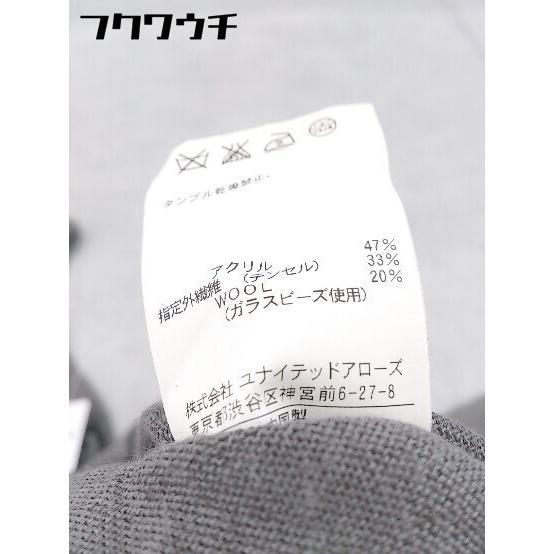 フクワウチ
タンブル乾燥禁止。
アクリル 47%
指定外繊維(テンセル) 33%
WOOL 20%
(ガラスビーズ使用)
株式会社 ユナイテッドアローズ
東京都渋谷区神宮前6-27-8
中国製